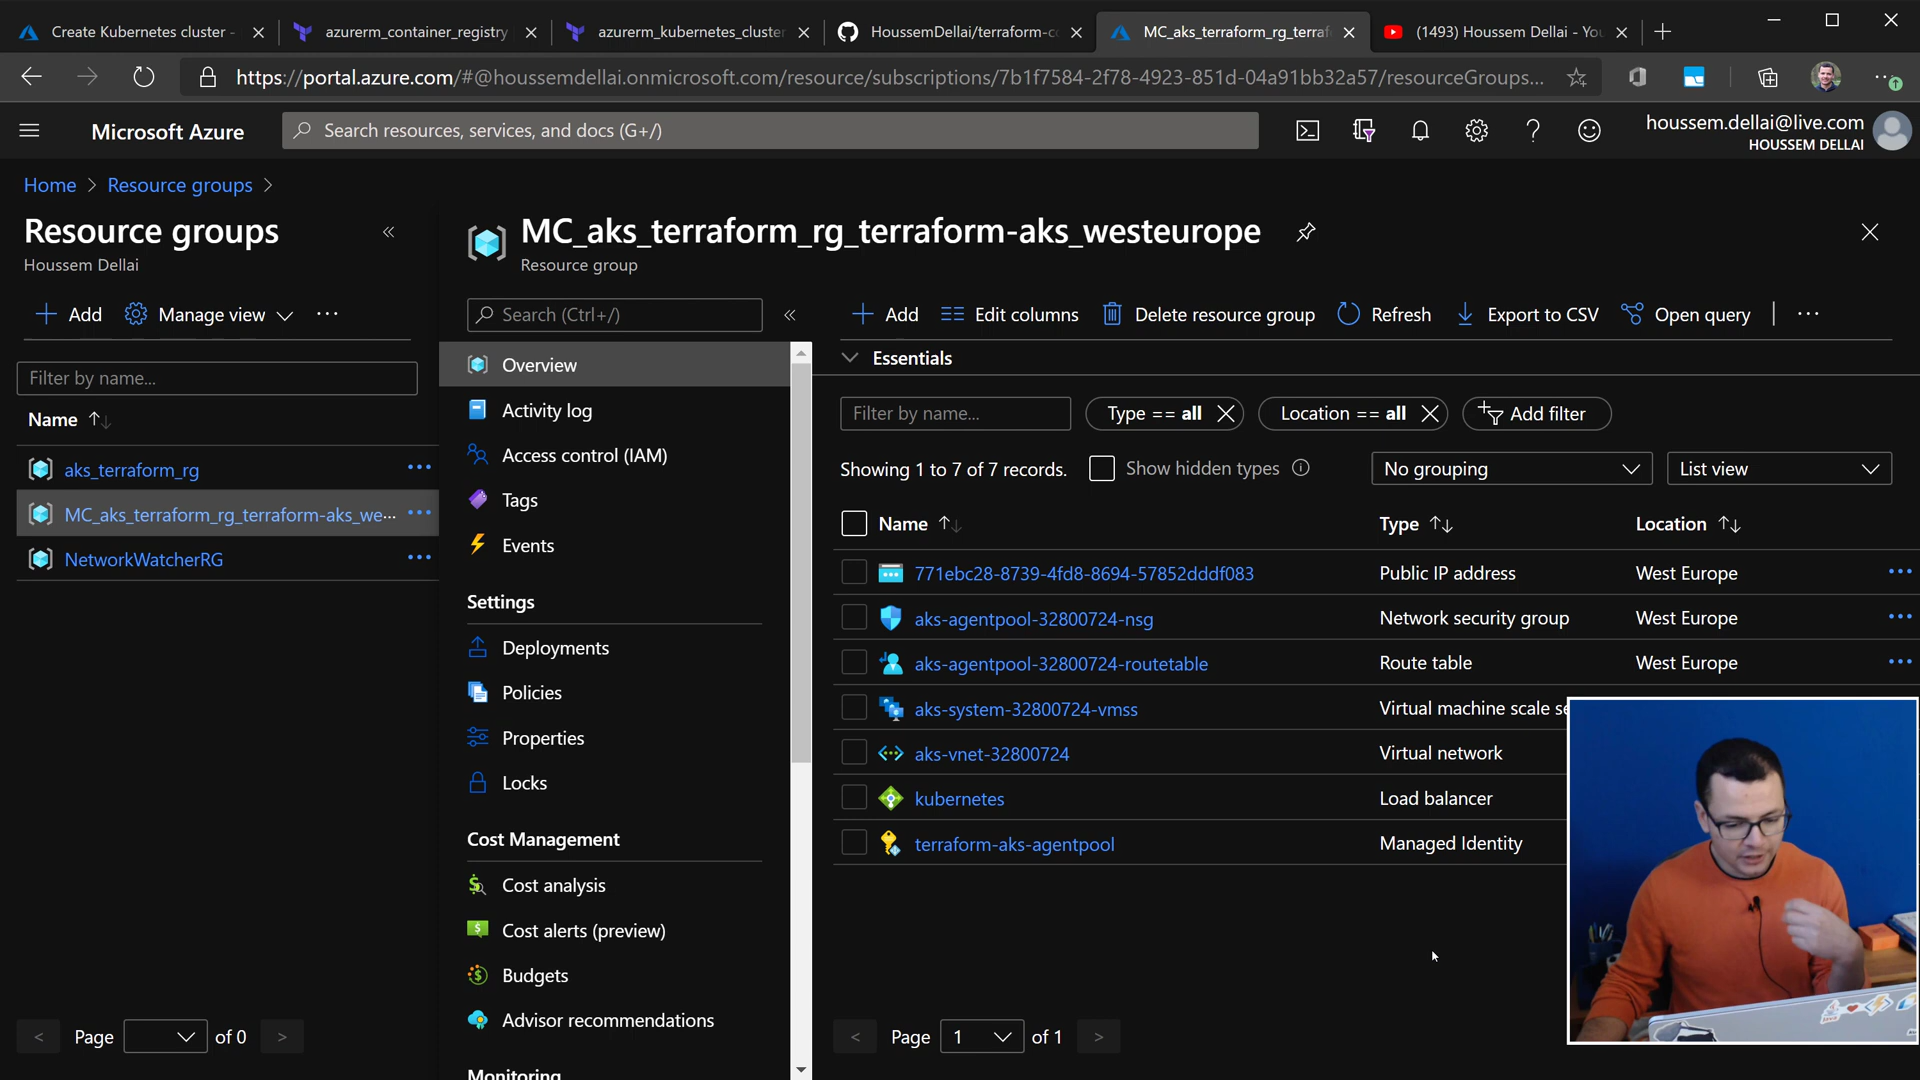 Create Kubernetes cluster -
azurerm_container_registry
azurerm_kubernetes_cluster
HoussemDellai/terraform-co
MC_aks_terraform_rg_terraf
(1493) Houssem Dellai - You
https://portal.azure.com/#@houssemdellai.onmicrosoft.com/resource/subscriptions/7b1f7584-2f78-4923-851d-04a91bb32a57/resourceGroups...
Microsoft Azure
Search resources, services, and docs (G+/)
houssem.dellai@live.com
HOUSSEM DELLAI
Home > Resource groups >
Resource groups
Houssem Dellai
Add
Manage view
Filter by name...
Name
aks_terraform_rg
MC_aks_terraform_rg_terraform-aks_we...
NetworkWatcherRG
< Page of 0 >
MC_aks_terraform_rg_terraform-aks_westeurope
Resource group
Search (Ctrl+/)
Overview
Activity log
Access control (IAM)
Tags
Events
Settings
Deployments
Policies
Properties
Locks
Cost Management
Cost analysis
Cost alerts (preview)
Budgets
Advisor recommendations
Monitoring
Add Edit columns Delete resource group Refresh Export to CSV Open query
Essentials
Filter by name... Type == all Location == all Add filter
Showing 1 to 7 of 7 records. Show hidden types No grouping List view
Name Type Location
771ebc28-8739-4fd8-8694-57852dddf083 Public IP address West Europe
aks-agentpool-32800724-nsg Network security group West Europe
aks-agentpool-32800724-routetable Route table West Europe
aks-system-32800724-vmss Virtual machine scale se
aks-vnet-32800724 Virtual network
kubernetes Load balancer
terraform-aks-agentpool Managed Identity
< Page 1 of 1 >